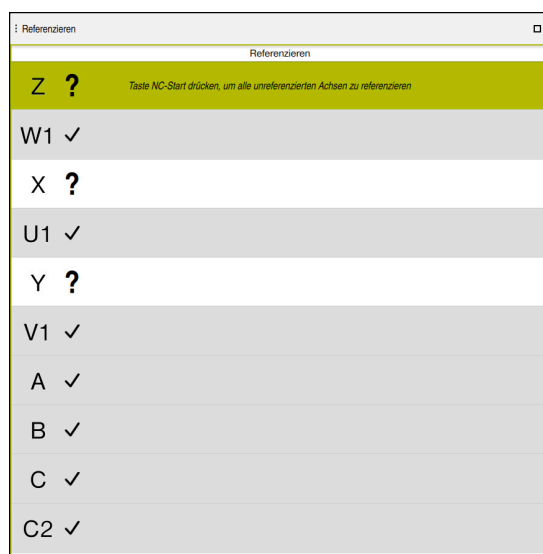 Referenzieren
Referenzieren
Z ? Taste NC-Start drücken, um alle unreferenzierten Achsen zu referenzieren
W1 ✓
X ?
U1 ✓
Y ?
V1 ✓
A ✓
B ✓
C ✓
C2 ✓